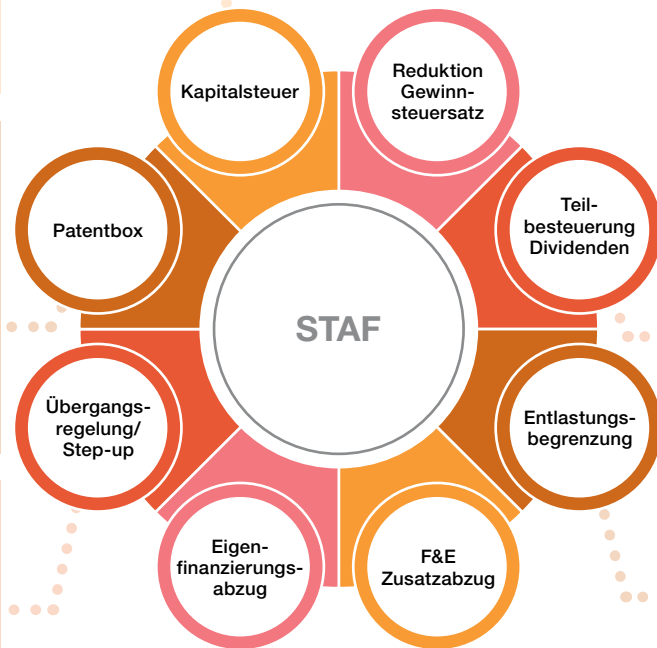 Kapitalsteuer
Reduktion
Gewinn-
steuersatz
Patentbox
Teil-
besteuerung
Dividenden
STAF
Übergangs-
regelung/
Step-up
Entlastungs-
begrenzung
Eigen-
finanzierungs-
abzug
F&E
Zusatzabzug